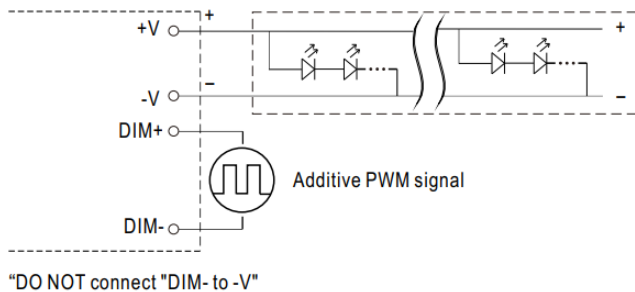 +V
+
+
-V
–
–
DIM+
Additive PWM signal
DIM-
“DO NOT connect "DIM- to -V"